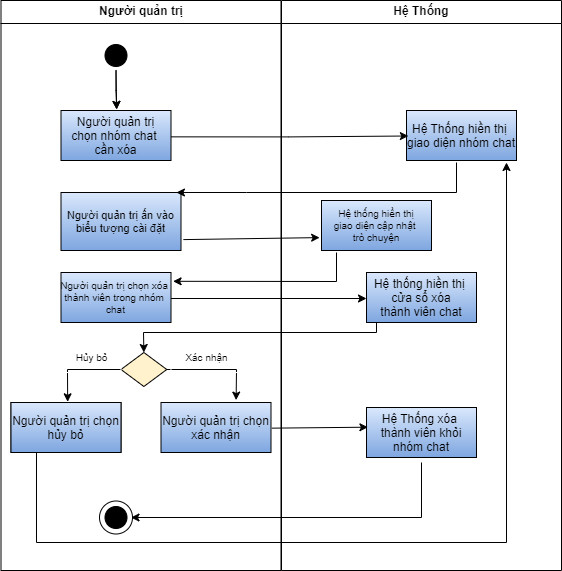 Người quản trị
Hệ Thống
Người quản trị
chọn nhóm chat
cần xóa
Hệ Thống hiển thị
giao diện nhóm chat
Người quản trị ấn vào
biểu tượng cài đặt
Hệ thống hiển thị
giao diện cập nhật
trò chuyện
Người quản trị chọn xóa
thành viên trong nhóm
chat
Hệ thống hiển thị
cửa sổ xóa
thành viên chat
Hủy bỏ
Xác nhận
Người quản trị chọn
hủy bỏ
Người quản trị chọn
xác nhận
Hệ Thống xóa
thành viên khỏi
nhóm chat